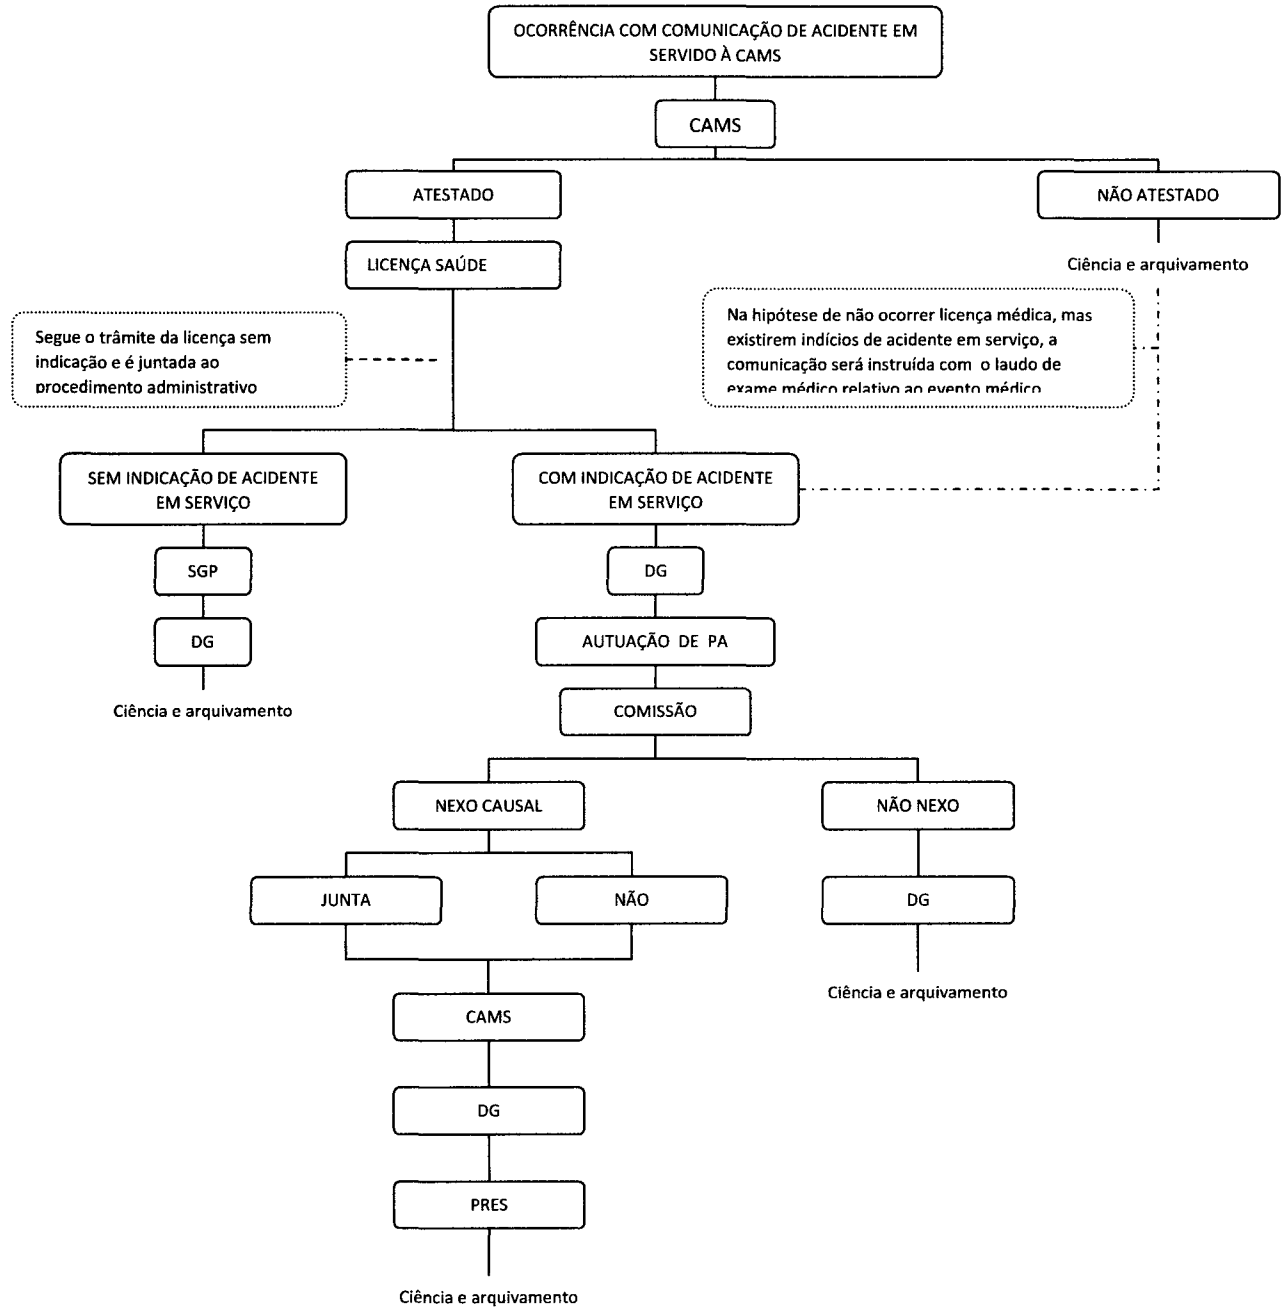 OCORRÊNCIA COM COMUNICAÇÃO DE ACIDENTE EM
SERVIDO À CAMS
CAMS
ATESTADO
NÃO ATESTADO
LICENÇA SAÚDE
Ciência e arquivamento
Segue o trâmite da licença sem
indicação e é juntada ao
procedimento administrativo
Na hipótese de não ocorrer licença médica, mas
existirem indícios de acidente em serviço, a
comunicação será instruída com o laudo de
exame médico relativo ao evento médico
SEM INDICAÇÃO DE ACIDENTE
EM SERVIÇO
COM INDICAÇÃO DE ACIDENTE
EM SERVIÇO
SGP
DG
DG
AUTUAÇÃO DE PA
Ciência e arquivamento
COMISSÃO
NEXO CAUSAL
NÃO NEXO
JUNTA
NÃO
DG
Ciência e arquivamento
CAMS
DG
PRES
Ciência e arquivamento